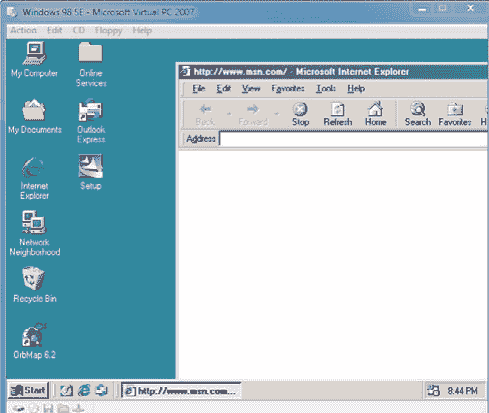 Windows 98 SE - Microsoft Virtual PC 2007
Action Edit CD Floppy Help
My Computer
Online Services
http://www.msn.com/ - Microsoft Internet Explorer
File Edit View Favorites Tools Help
Back Forward Stop Refresh Home Search Favorites
Address
My Documents
Outlook Express
Internet Explorer
Setup
Network Neighborhood
Recycle Bin
OrbMap 6.2
Start
http://www.msn.com...
8:44 PM